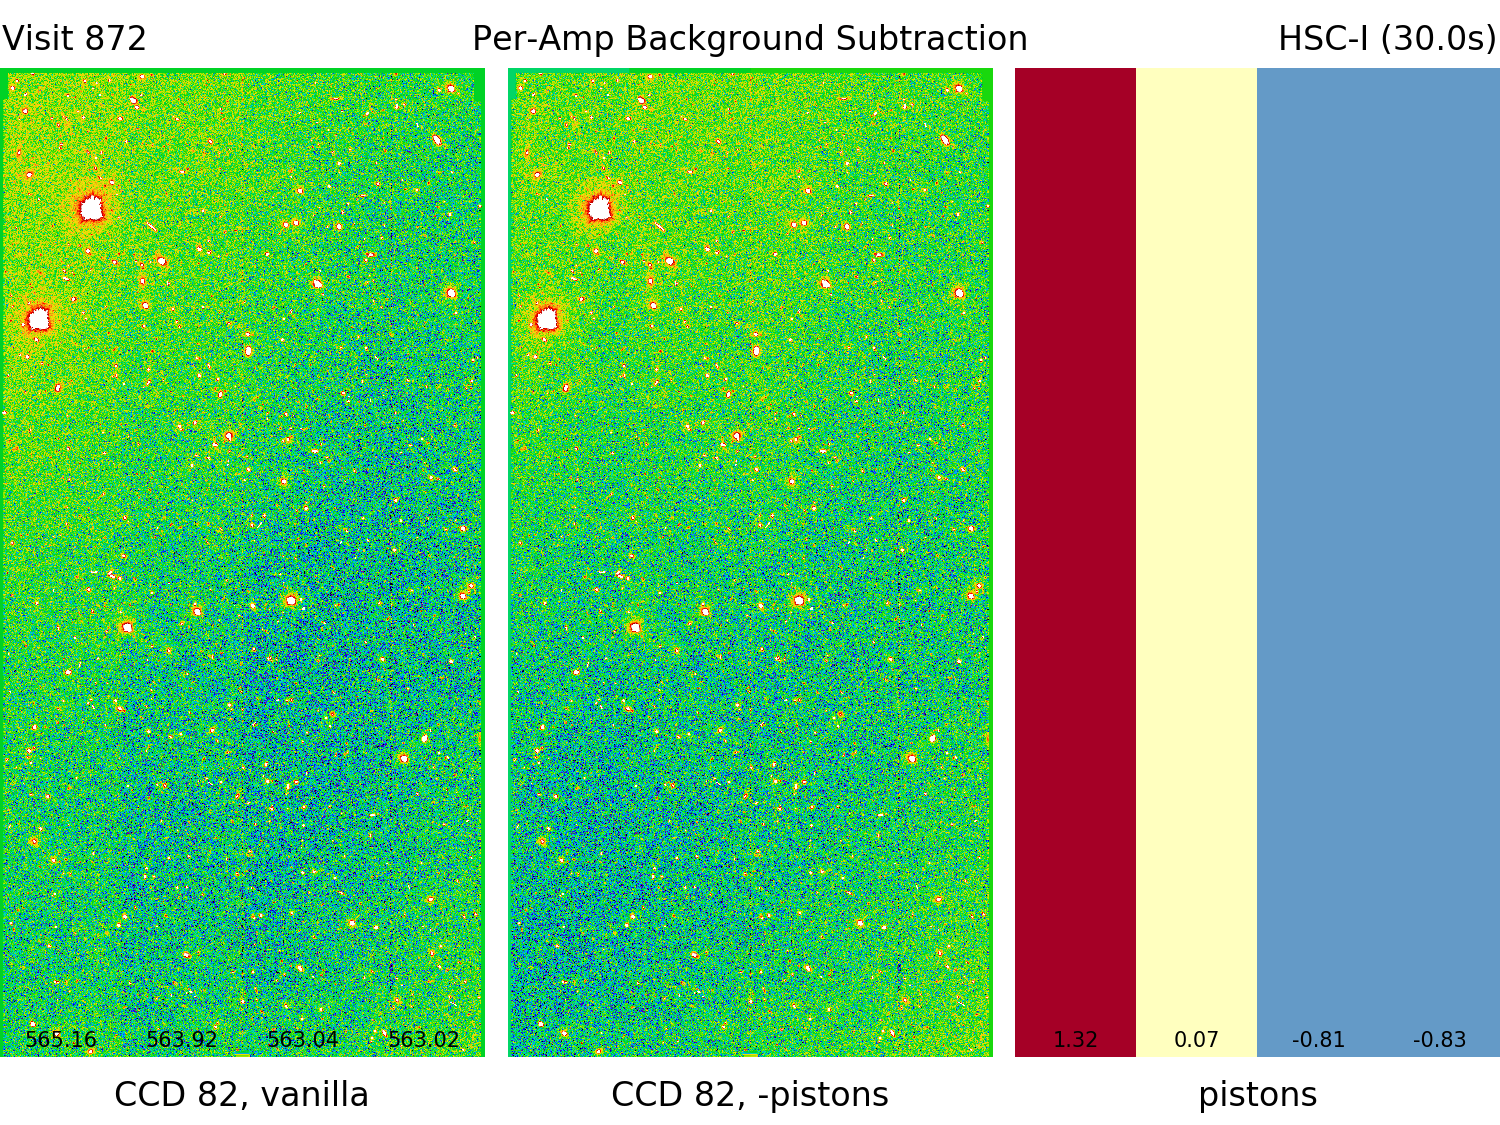 Visit 872 Per-Amp Background Subtraction HSC-I (30.0s)
565.16 563.92 563.04 563.02 1.32 0.07 -0.81 -0.83
CCD 82, vanilla CCD 82, -pistons pistons